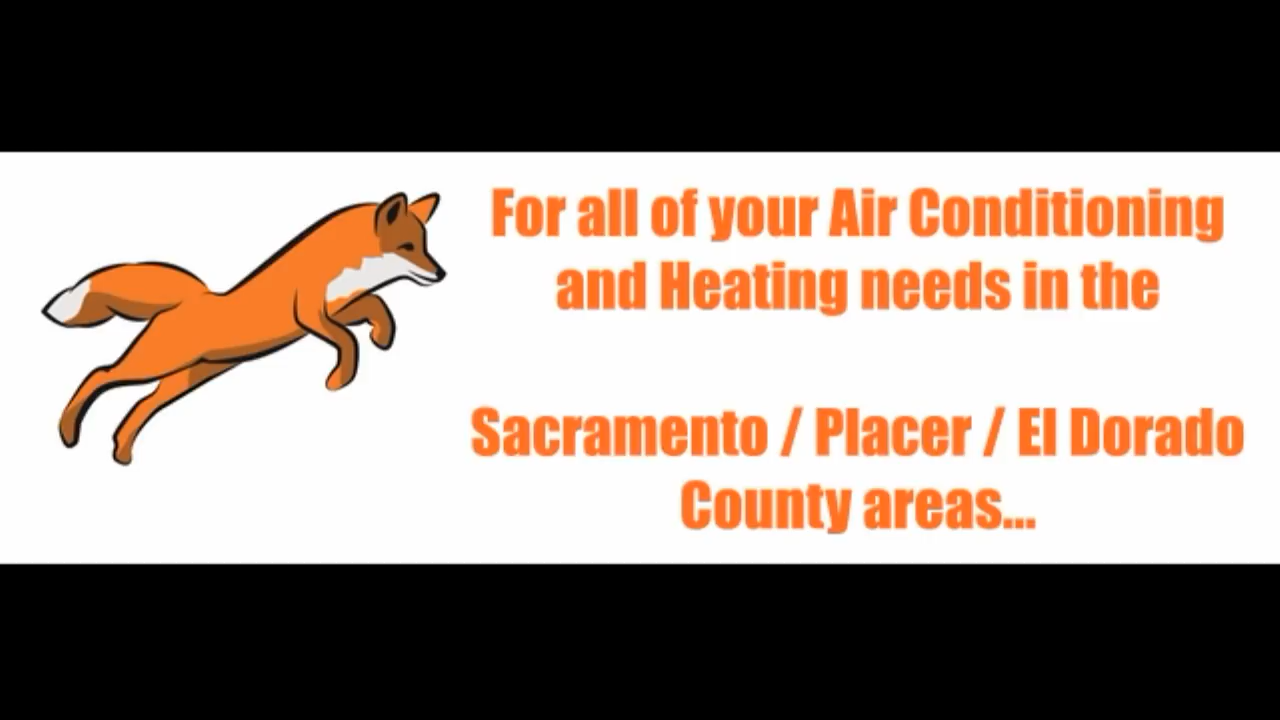 For all of your Air Conditioning
and Heating needs in the
Sacramento / Placer / El Dorado
County areas...